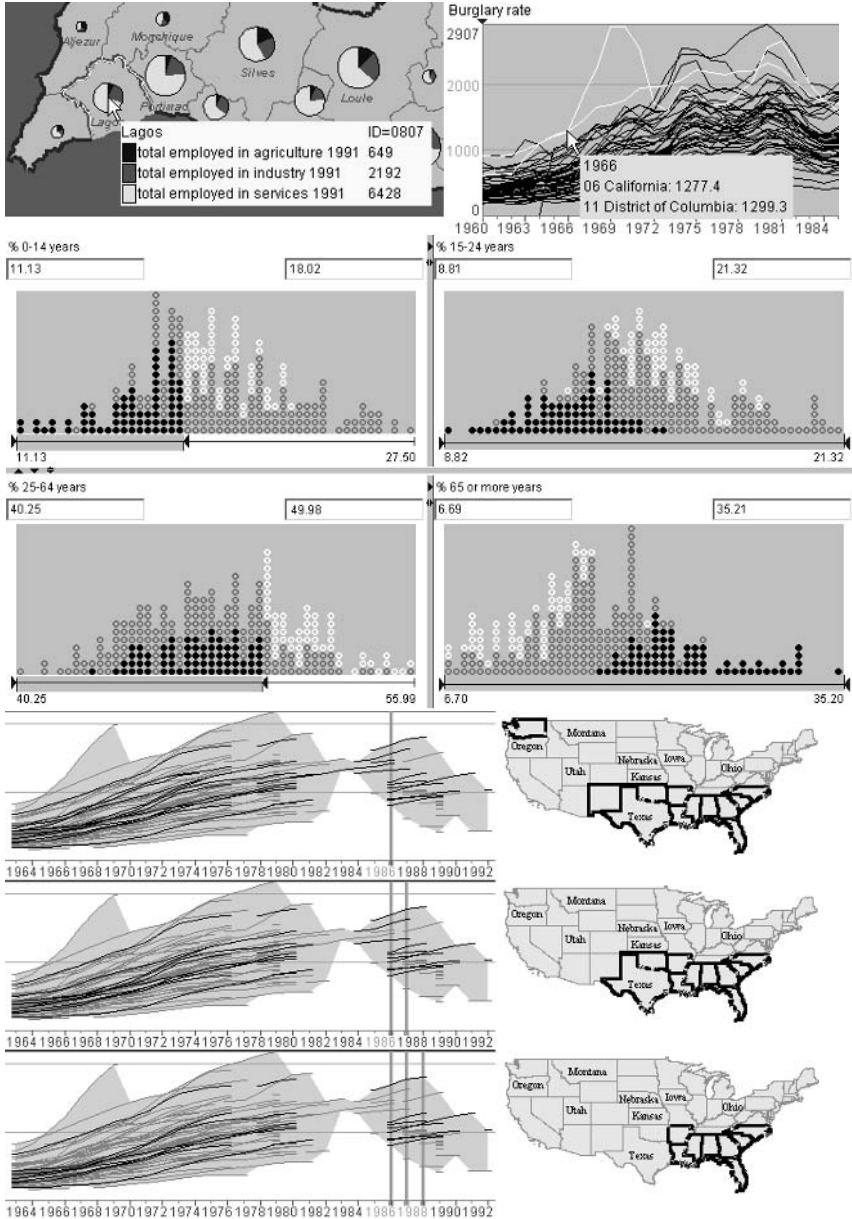 Aljezur
Monchique
Silves
Loule
Portimao
Lagos
Lagos ID=0807
total employed in agriculture 1991 649
total employed in industry 1991 2192
total employed in services 1991 6428
Burglary rate
2907
2000
1000
0
1966
06 California: 1277.4
11 District of Columbia: 1299.3
1960 1963 1966 1969 1972 1975 1978 1981 1984
% 0-14 years
11.13 18.02
11.13 27.50
% 15-24 years
8.81 21.32
8.82 21.32
% 25-64 years
40.25 49.98
40.25 55.99
% 65 or more years
6.69 35.21
6.70 35.20
1964 1966 1968 1970 1972 1974 1976 1978 1980 1982 1984 1986 1988 1990 1992
Montana
Oregon
Nebraska Iowa
Utah Ohio
Kansas
Texas
1964 1966 1968 1970 1972 1974 1976 1978 1980 1982 1984 1986 1988 1990 1992
Montana
Oregon
Nebraska Iowa
Utah Ohio
Kansas
Texas
1964 1966 1968 1970 1972 1974 1976 1978 1980 1982 1984 1986 1988 1990 1992
Montana
Oregon
Nebraska Iowa
Utah Ohio
Kansas
Texas